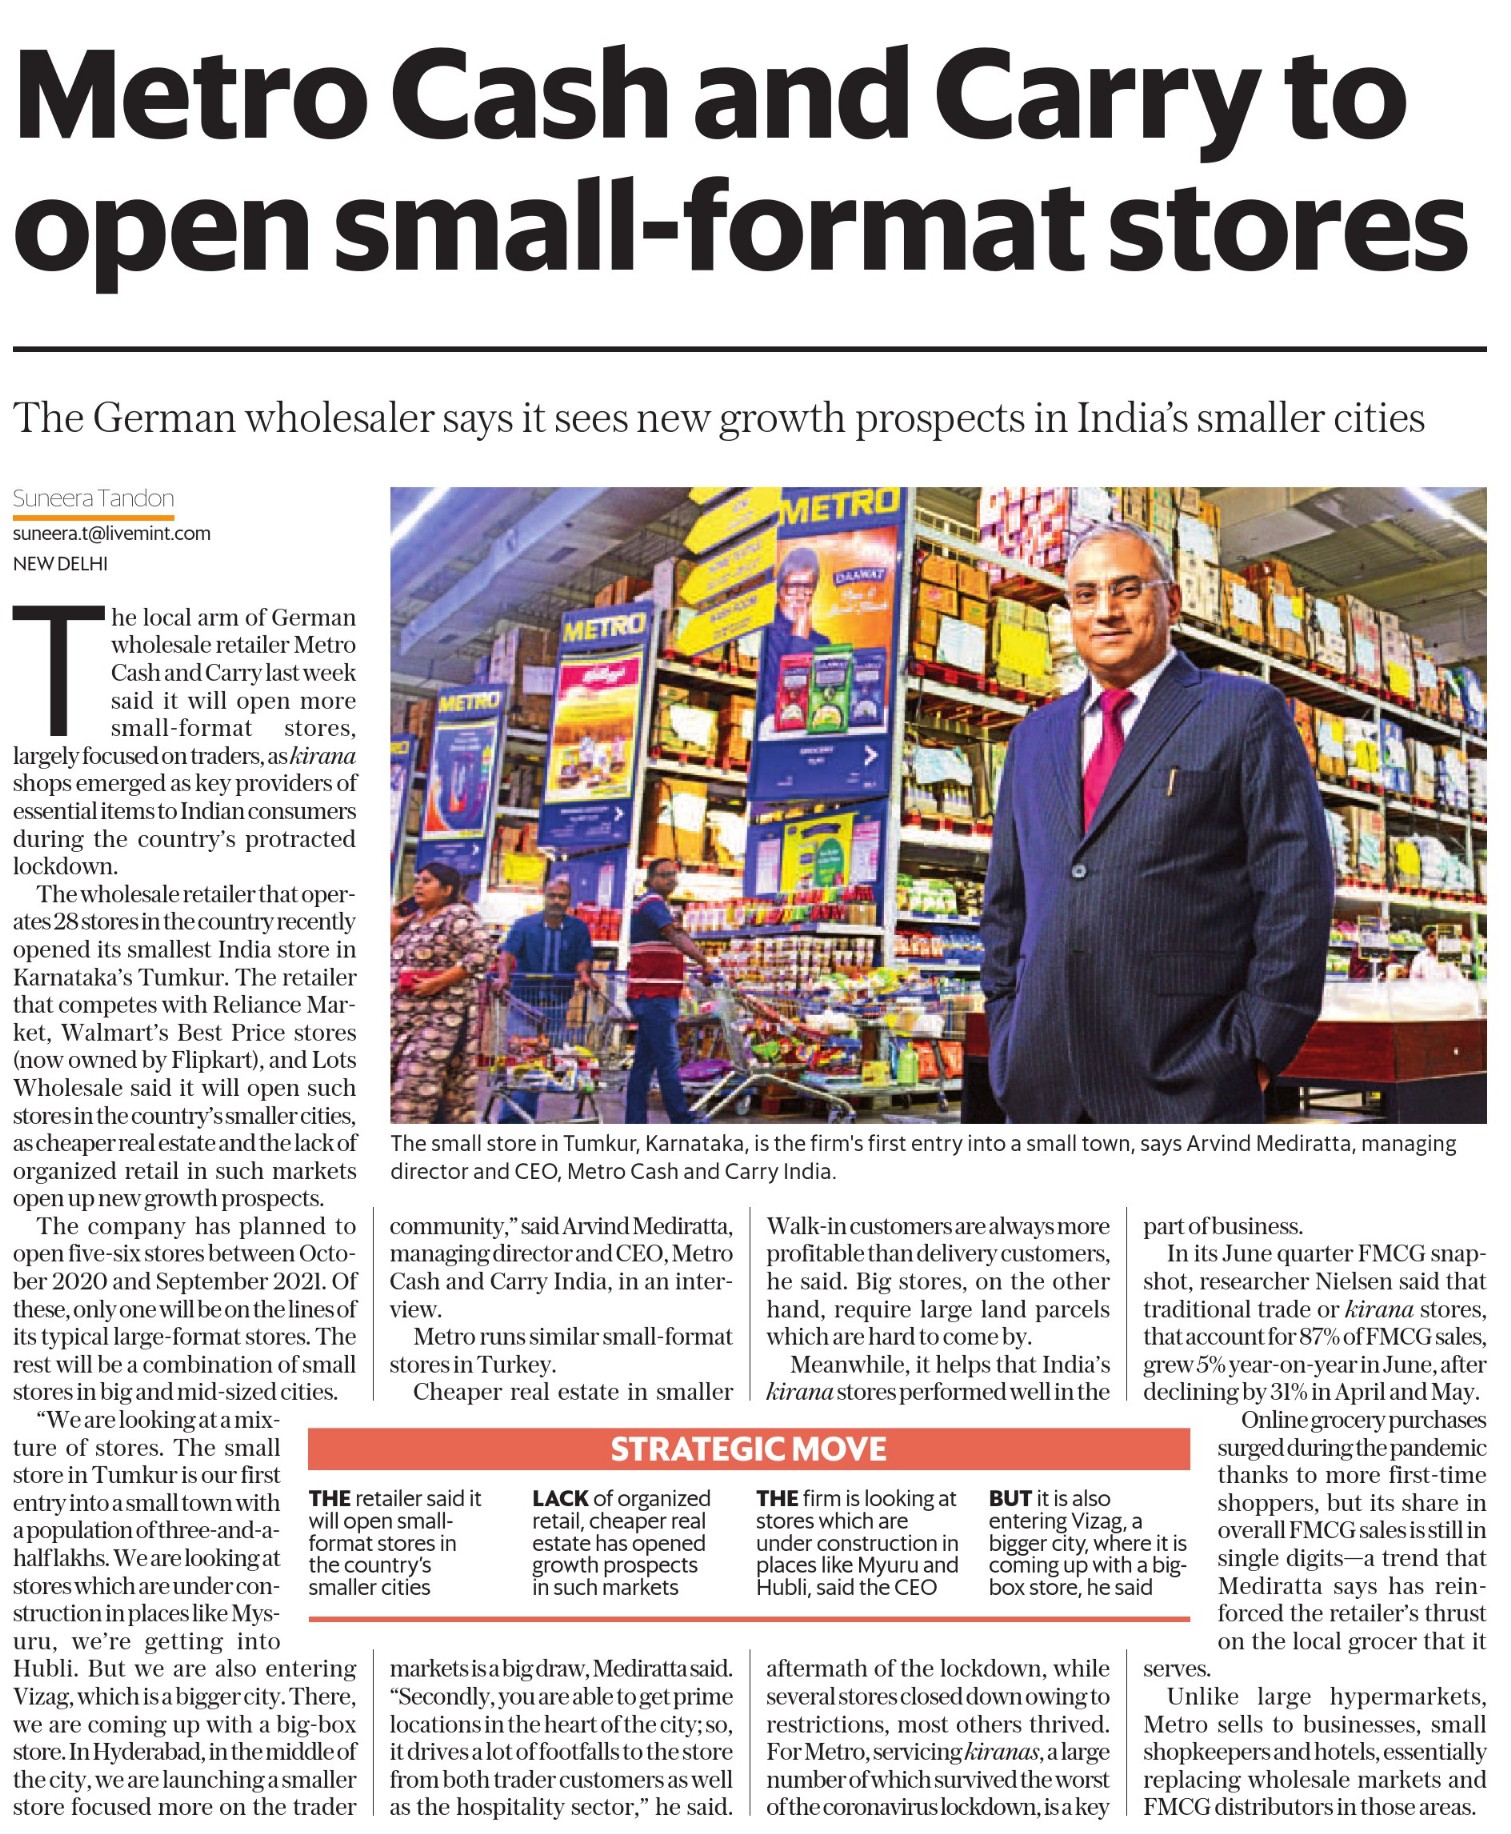 Metro Cash and Carry to
open small-format stores
The German wholesaler says it sees new growth prospects in India's smaller cities
Suneera Tandon
suneera.t@livemint.com
NEW DELHI
The local arm of German
wholesale retailer Metro
Cash and Carry last week
said it will open more
small-format stores,
largely focused on traders, as kirana
shops emerged as key providers of
essential items to Indian consumers
during the country's protracted
lockdown.
The wholesale retailer that oper-
ates 28 stores in the country recently
opened its smallest India store in
Karnataka's Tumkur. The retailer
that competes with Reliance Mar-
ket, Walmart's Best Price stores
(now owned by Flipkart), and Lots
Wholesale said it will open such
stores in the country's smaller cities,
as cheaper real estate and the lack of
organized retail in such markets
open up new growth prospects.
The company has planned to
open five-six stores between Octo-
ber 2020 and September 2021. Of
these, only one will be on the lines of
its typical large-format stores. The
rest will be a combination of small
stores in big and mid-sized cities.
"We are looking at a mix-
ture of stores. The small
store in Tumkur is our first
entry into a small town with
a population of three-and-a-
half lakhs. We are looking at
stores which are under con-
struction in places like Mys-
uru, we're getting into
Hubli. But we are also entering
Vizag, which is a bigger city. There,
we are coming up with a big-box
store. In Hyderabad, in the middle of
the city, we are launching a smaller
store focused more on the trader
METRO
METRO
METRO
DAAWAT
The small store in Tumkur, Karnataka, is the firm's first entry into a small town, says Arvind Mediratta, managing
director and CEO, Metro Cash and Carry India.
community," said Arvind Mediratta,
managing director and CEO, Metro
Cash and Carry India, in an inter-
view.
Metro runs similar small-format
stores in Turkey.
Cheaper real estate in smaller
markets is a big draw, Mediratta said.
"Secondly, you are able to get prime
locations in the heart of the city; so,
it drives a lot of footfalls to the store
from both trader customers as well
as the hospitality sector," he said.
Walk-in customers are always more
profitable than delivery customers,
he said. Big stores, on the other
hand, require large land parcels
which are hard to come by.
Meanwhile, it helps that India's
kirana stores performed well in the
aftermath of the lockdown, while
several stores closed down owing to
restrictions, most others thrived.
For Metro, servicing kiranas, a large
number of which survived the worst
of the coronavirus lockdown, is a key
part of business.
In its June quarter FMCG snap-
shot, researcher Nielsen said that
traditional trade or kirana stores,
that account for 87% of FMCG sales,
grew 5% year-on-year in June, after
declining by 31% in April and May.
Online grocery purchases
surged during the pandemic
thanks to more first-time
shoppers, but its share in
overall FMCG sales is still in
single digits—a trend that
Mediratta says has rein-
forced the retailer's thrust
on the local grocer that it
serves.
Unlike large hypermarkets,
Metro sells to businesses, small
shopkeepers and hotels, essentially
replacing wholesale markets and
FMCG distributors in those areas.
STRATEGIC MOVE
THE retailer said it
will open small-
format stores in
the country's
smaller cities
LACK of organized
retail, cheaper real
estate has opened
growth prospects
in such markets
THE firm is looking at
stores which are
under construction in
places like Myuru and
Hubli, said the CEO
BUT it is also
entering Vizag, a
bigger city, where it is
coming up with a big-
box store, he said